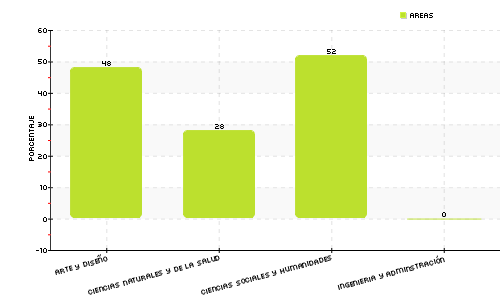 AREAS
60
50
40
30
20
10
0
-10
PORCENTAJE
48
28
52
0
ARTE Y DISEÑO
CIENCIAS NATURALES Y DE LA SALUD
CIENCIAS SOCIALES Y HUMANIDADES
INGENIERIA Y ADMINSTRACIÓN